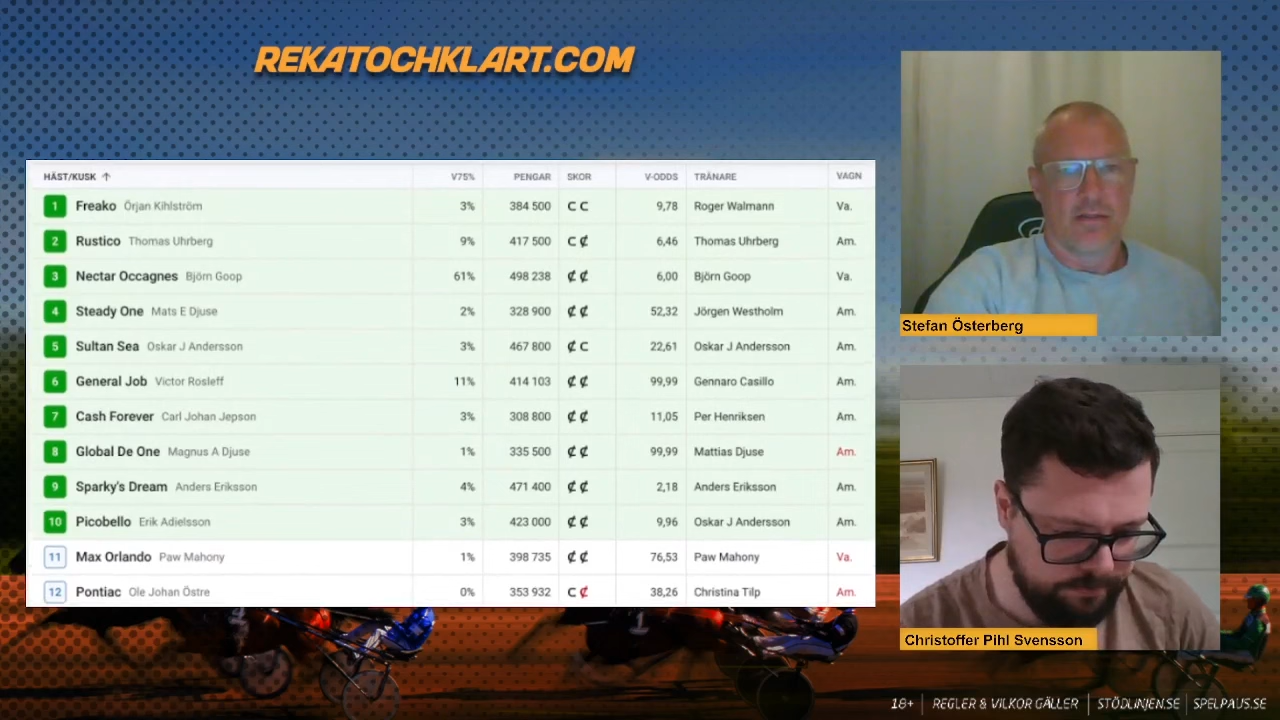 REKATOCHKLART.COM
HÄST/KUSK ↑ V75% PENGAR SKOR V-ODDS TRÄNARE VAGN
1 Freako Örjan Kihlström 3% 384 500 C C 9,78 Roger Walmann Va.
2 Rustico Thomas Uhrberg 9% 417 500 C ₡ 6,46 Thomas Uhrberg Am.
3 Nectar Occagnes Björn Goop 61% 498 238 ₡ ₡ 6,00 Björn Goop Va.
4 Steady One Mats E Djuse 2% 328 900 ₡ ₡ 52,32 Jörgen Westholm Am.
5 Sultan Sea Oskar J Andersson 3% 467 800 ₡ C 22,61 Oskar J Andersson Am.
6 General Job Victor Rosleff 11% 414 103 ₡ ₡ 99,99 Gennaro Casillo Am.
7 Cash Forever Carl Johan Jepson 3% 308 800 ₡ ₡ 11,05 Per Henriksen Am.
8 Global De One Magnus A Djuse 1% 335 500 ₡ ₡ 99,99 Mattias Djuse Am.
9 Sparky's Dream Anders Eriksson 4% 471 400 ₡ ₡ 2,18 Anders Eriksson Am.
10 Picobello Erik Adielsson 3% 423 000 ₡ ₡ 9,96 Oskar J Andersson Am.
11 Max Orlando Paw Mahony 1% 398 735 ₡ ₡ 76,53 Paw Mahony Va.
12 Pontiac Ole Johan Östre 0% 353 932 C ₡ 38,26 Christina Tilp Am.
Stefan Österberg
Christoffer Pihl Svensson
1
18+ | REGLER & VILKOR GÄLLER | STÖDLINJEN.SE | SPELPAUS.SE